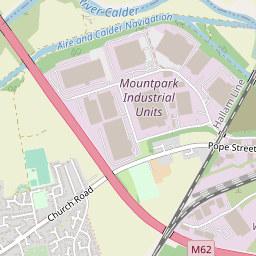 River Calder
Aire and Calder Navigation
Mountpark
Industrial
Units
Hallam Line
Pope Street
Church Road
M62